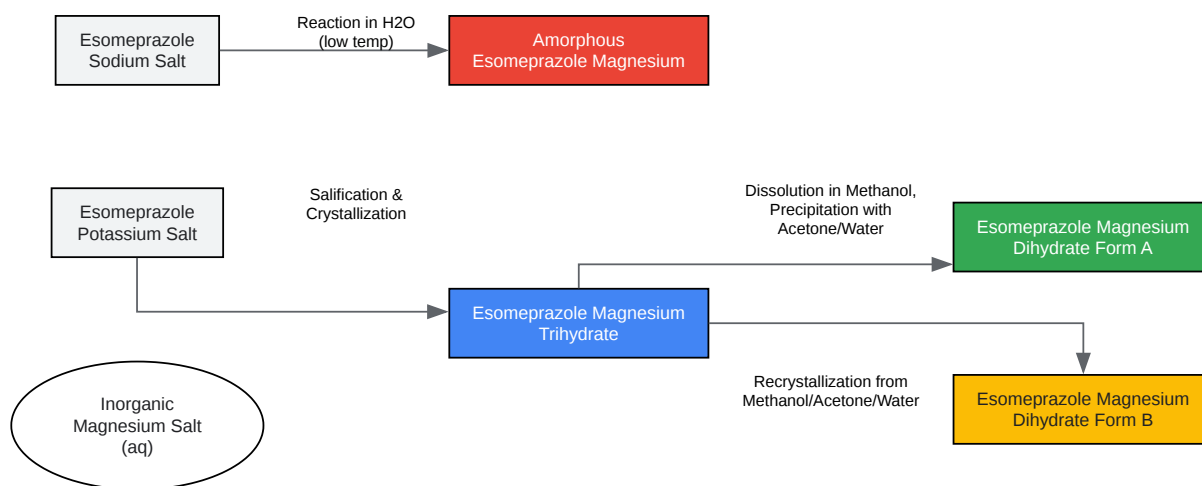 Esomeprazole
Sodium Salt
Reaction in H2O
(low temp)
Amorphous
Esomeprazole Magnesium
Esomeprazole
Potassium Salt
Salification &
Crystallization
Dissolution in Methanol,
Precipitation with
Acetone/Water
Esomeprazole Magnesium
Dihydrate Form A
Esomeprazole Magnesium
Trihydrate
Inorganic
Magnesium Salt
(aq)
Recrystallization from
Methanol/Acetone/Water
Esomeprazole Magnesium
Dihydrate Form B